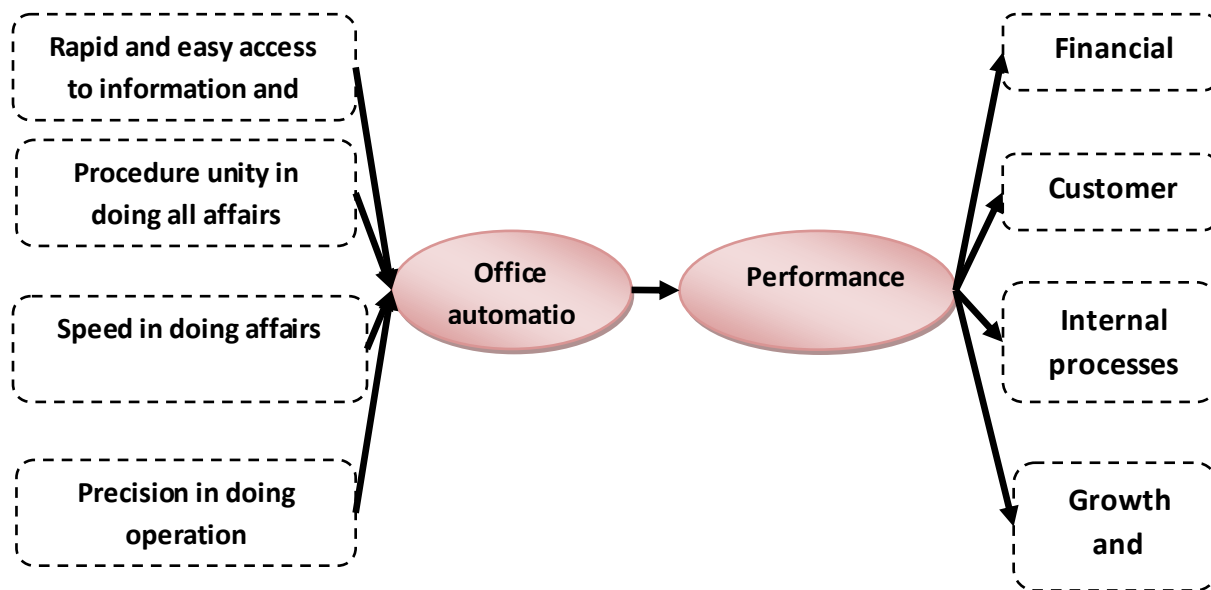 Rapid and easy access
to information and
Procedure unity in
doing all affairs
Speed in doing affairs
Precision in doing
operation
Office
automatio
Performance
Financial
Customer
Internal
processes
Growth
and